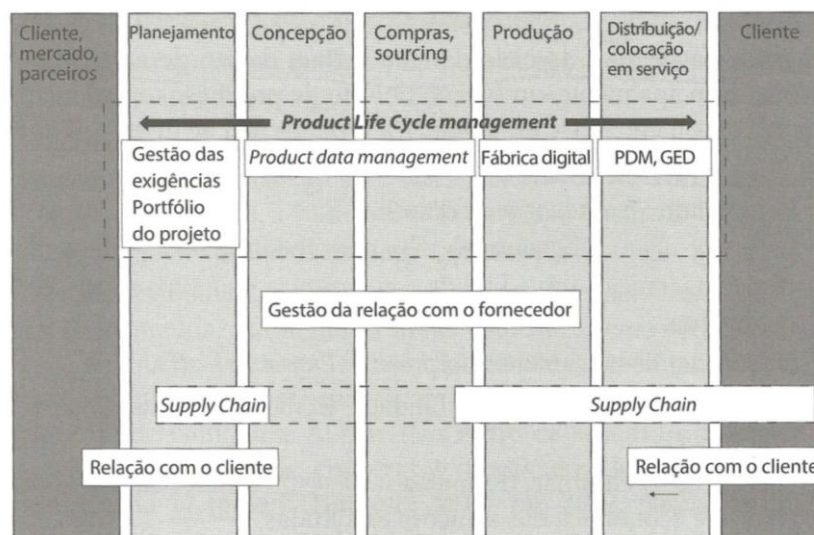 Cliente,
mercado,
parceiros
Planejamento
Concepção
Compras,
sourcing
Produção
Distribuição/
colocação
em serviço
Cliente
Product Life Cycle management
Gestão das
exigências
Portfólio
do projeto
Product data management
Fábrica digital
PDM, GED
Gestão da relação com o fornecedor
Supply Chain
Supply Chain
Relação com o cliente
Relação com o cliente